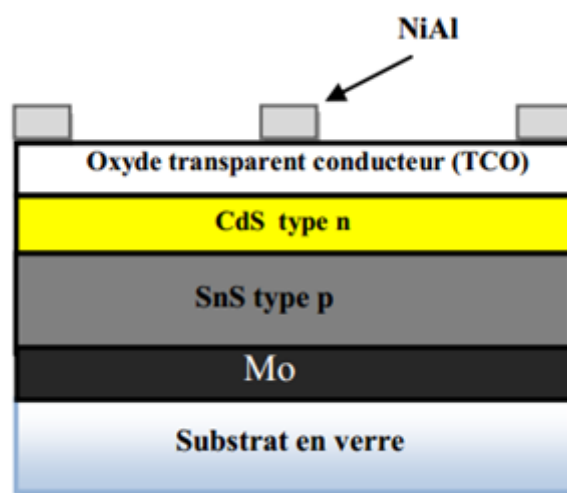 NiAl
Oxyde transparent conducteur (TCO)
CdS type n
SnS type p
Mo
Substrat en verre